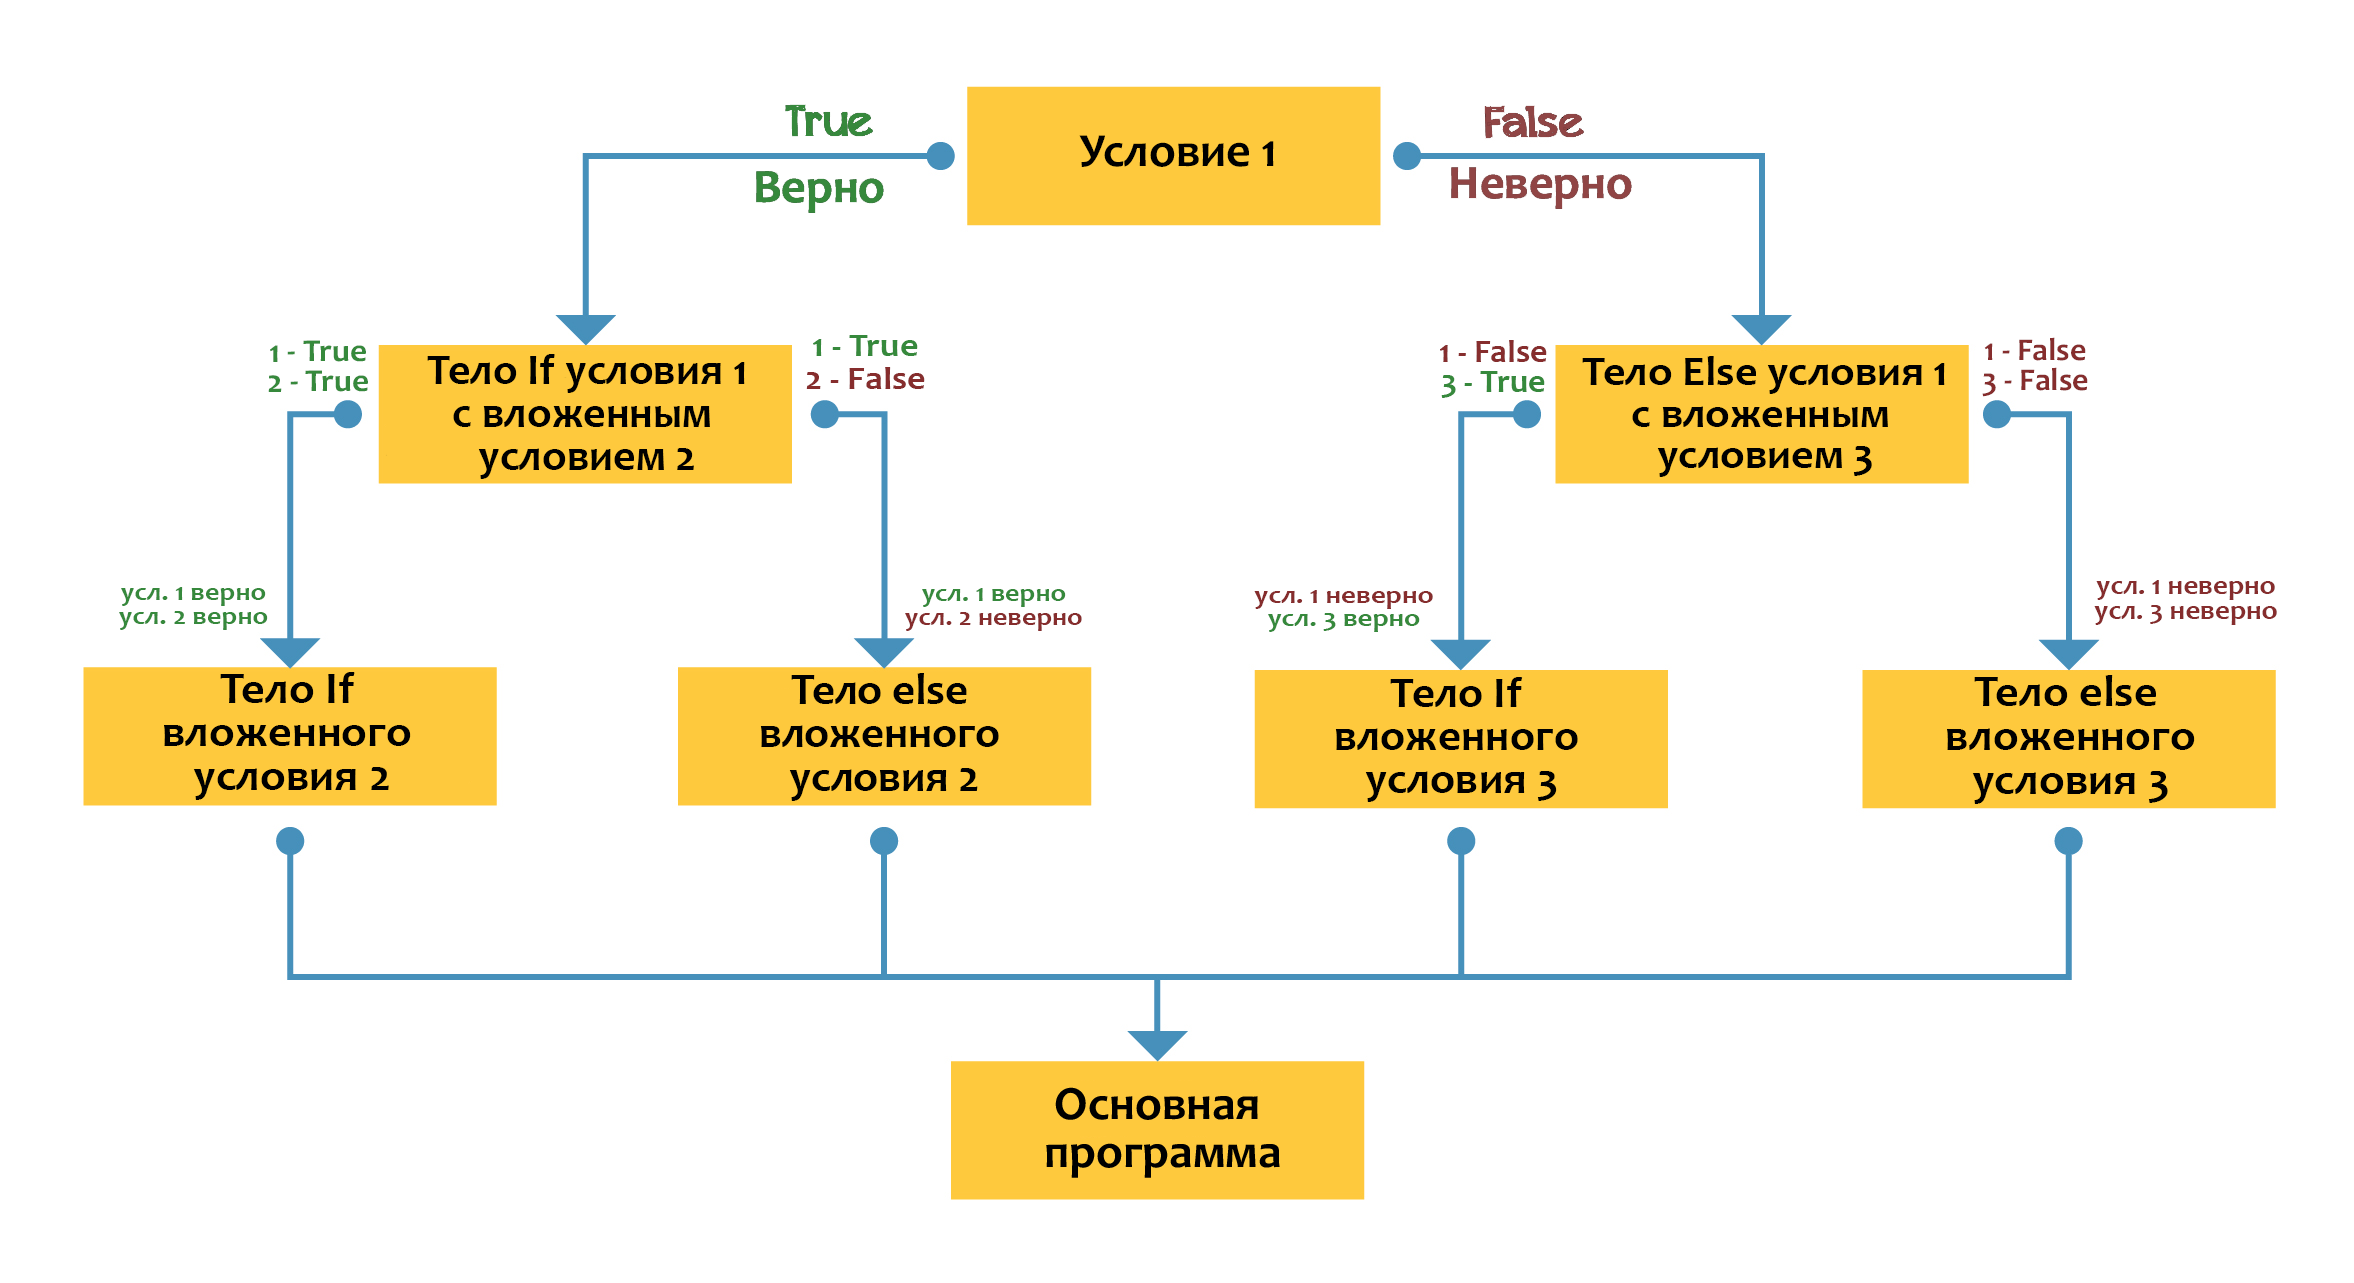 True
Верно
Условие 1
False
Неверно
1 - True
2 - True
Тело If условия 1
с вложенным
условием 2
1 - True
2 - False
1 - False
3 - True
Тело Else условия 1
с вложенным
условием 3
1 - False
3 - False
усл. 1 верно
усл. 2 верно
усл. 1 верно
усл. 2 неверно
усл. 1 неверно
усл. 3 верно
усл. 1 неверно
усл. 3 неверно
Тело If
вложенного
условия 2
Тело else
вложенного
условия 2
Тело If
вложенного
условия 3
Тело else
вложенного
условия 3
Основная
программа